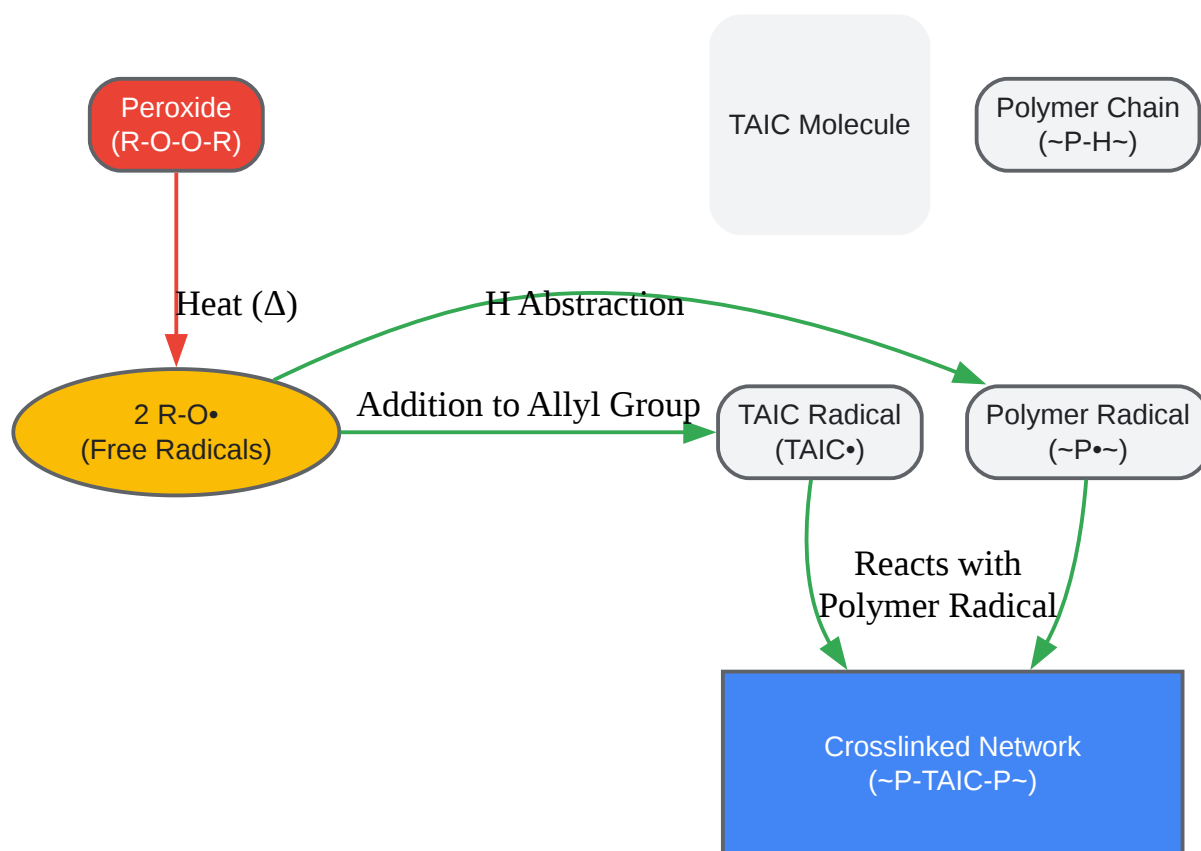 Peroxide
(R-O-O-R)
TAIC Molecule
Polymer Chain
(~P-H~)
Heat (Δ)
H Abstraction
2 R-O•
(Free Radicals)
Addition to Allyl Group
TAIC Radical
(TAIC•)
Polymer Radical
(~P•~)
Reacts with
Polymer Radical
Crosslinked Network
(~P-TAIC-P~)